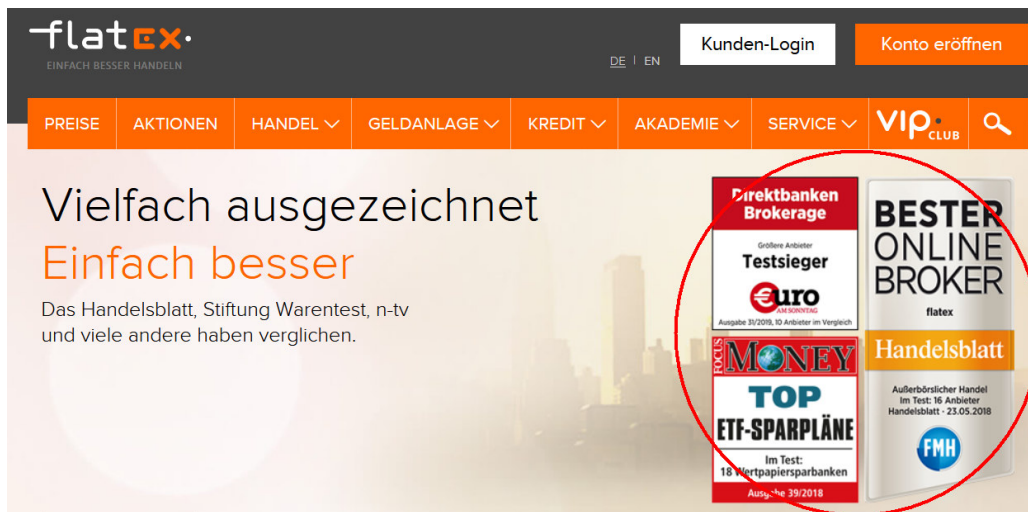 flatex
EINFACH BESSER HANDELN
DE | EN
Kunden-Login
Konto eröffnen
PREISE
AKTIONEN
HANDEL
GELDANLAGE
KREDIT
AKADEMIE
SERVICE
VIP.CLUB
Vielfach ausgezeichnet
Einfach besser
Das Handelsblatt, Stiftung Warentest, n-tv
und viele andere haben verglichen.
Direktbanken
Brokerage
Größere Anbieter
Testsieger
€uro
AM SONNTAG
Ausgabe 31/2019, 10 Anbieter im Vergleich
FOCUS
MONEY
TOP
ETF-SPARPLÄNE
Im Test:
18 Wertpapiersparbanken
Ausgabe 39/2018
BESTER
ONLINE
BROKER
flatex
Handelsblatt
Außerbörslicher Handel
Im Test: 16 Anbieter
Handelsblatt - 23.05.2018
FMH